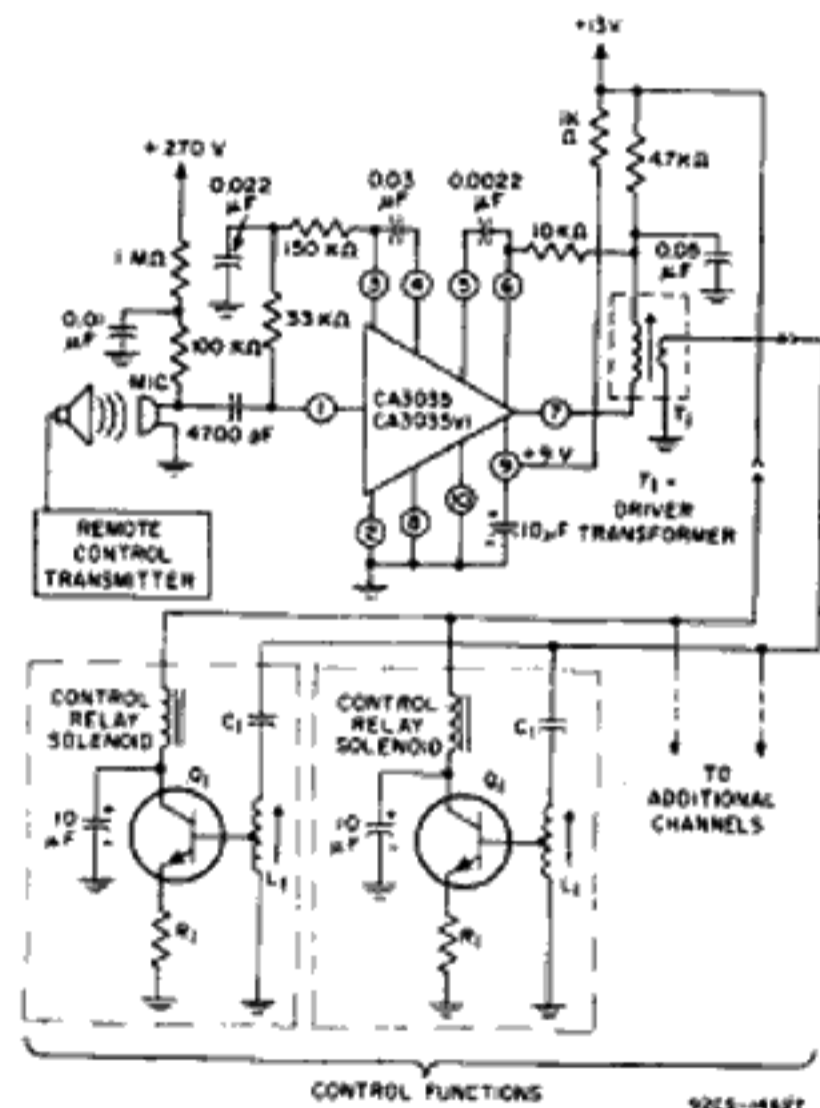 +13V
+270 V
0.022
µF
0.03
µF
0.0022
µF
1K
Ω
4.7KΩ
1 MΩ
150 KΩ
10KΩ
0.05
µF
3
4
5
6
0.01
µF
100 KΩ
33 KΩ
MIC
4700 pF
1
CA3035
CA3035V1
7
T1
9
+9 V
2
8
10
10µF
T1 =
DRIVER
TRANSFORMER
REMOTE
CONTROL
TRANSMITTER
CONTROL
RELAY
SOLENOID
C1
Q1
10
µF
L1
R1
CONTROL
RELAY
SOLENOID
C1
Q1
10
µF
L1
R1
TO
ADDITIONAL
CHANNELS
CONTROL FUNCTIONS